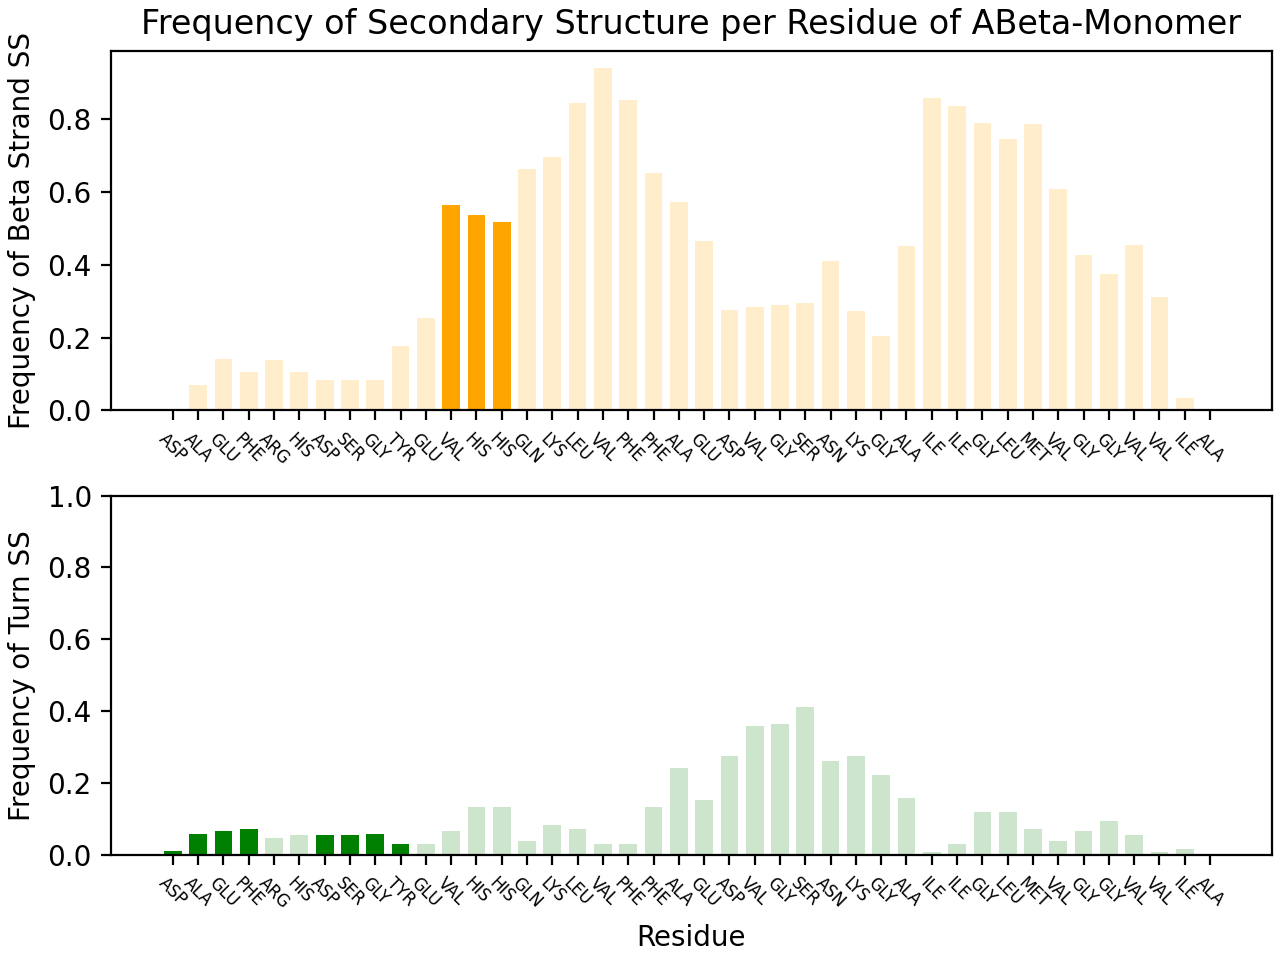 Frequency of Secondary Structure per Residue of ABeta-Monomer
Frequency of Beta Strand SS
0.8
0.6
0.4
0.2
0.0
ASP ALA GLU PHE ARG HIS ASP SER GLY TYR GLU VAL HIS HIS GLN LYS LEU VAL PHE PHE ALA GLU ASP VAL GLY SER ASN LYS GLY ALA ILE ILE GLY LEU MET VAL GLY GLY VAL VAL ILE ALA
Frequency of Turn SS
1.0
0.8
0.6
0.4
0.2
0.0
ASP ALA GLU PHE ARG HIS ASP SER GLY TYR GLU VAL HIS HIS GLN LYS LEU VAL PHE PHE ALA GLU ASP VAL GLY SER ASN LYS GLY ALA ILE ILE GLY LEU MET VAL GLY GLY VAL VAL ILE ALA
Residue